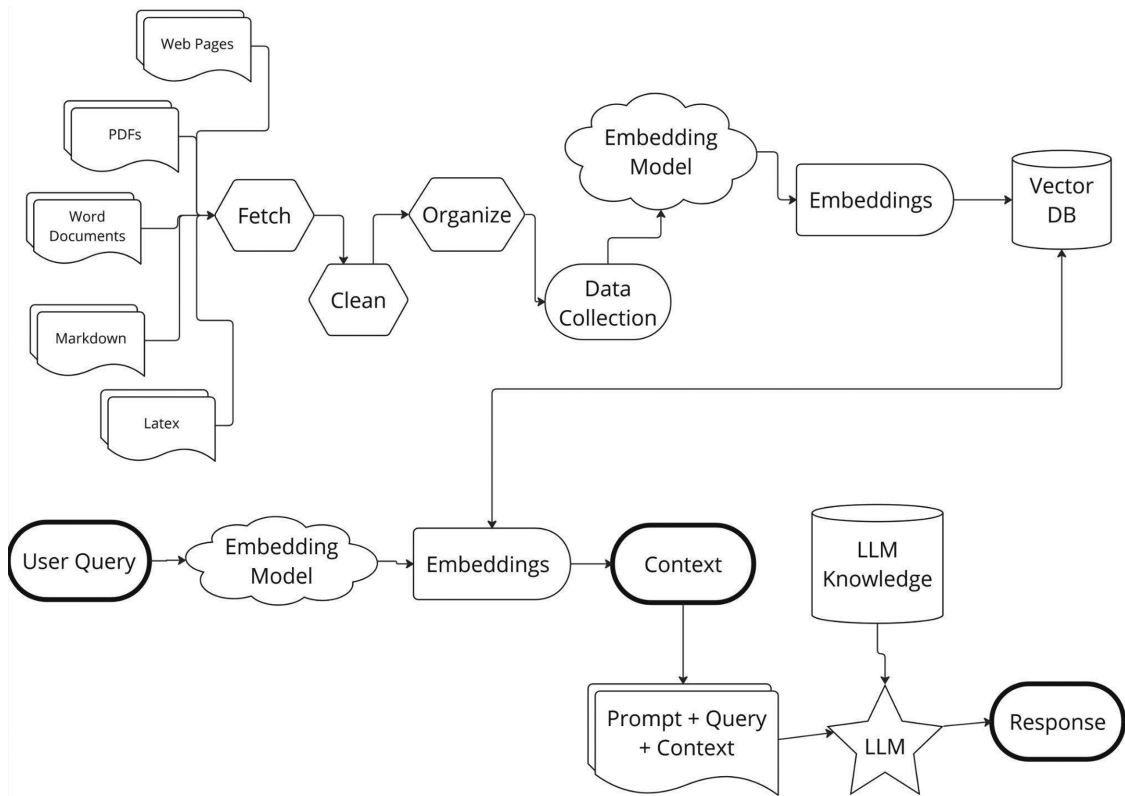 Web Pages
PDFs
Word
Documents
Markdown
Latex
Fetch
Clean
Organize
Data
Collection
Embedding
Model
Embeddings
Vector
DB
User Query
Embedding
Model
Embeddings
Context
LLM
Knowledge
Prompt + Query
+ Context
LLM
Response